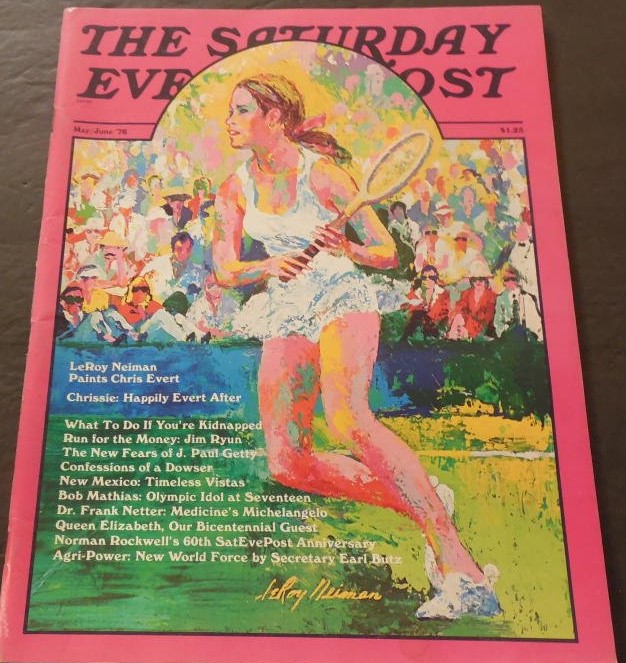 THE SATURDAY
EVE POST
May/June '76 $1.25
LeRoy Neiman
Paints Chris Evert
Chrissie: Happily Evert After
What To Do If You're Kidnapped
Run for the Money: Jim Ryun
The New Fears of J. Paul Getty
Confessions of a Dowser
New Mexico: Timeless Vistas
Bob Mathias: Olympic Idol at Seventeen
Dr. Frank Netter: Medicine's Michelangelo
Queen Elizabeth, Our Bicentennial Guest
Norman Rockwell's 60th SatEvePost Anniversary
Agri-Power: New World Force by Secretary Earl Butz
LeRoy Neiman